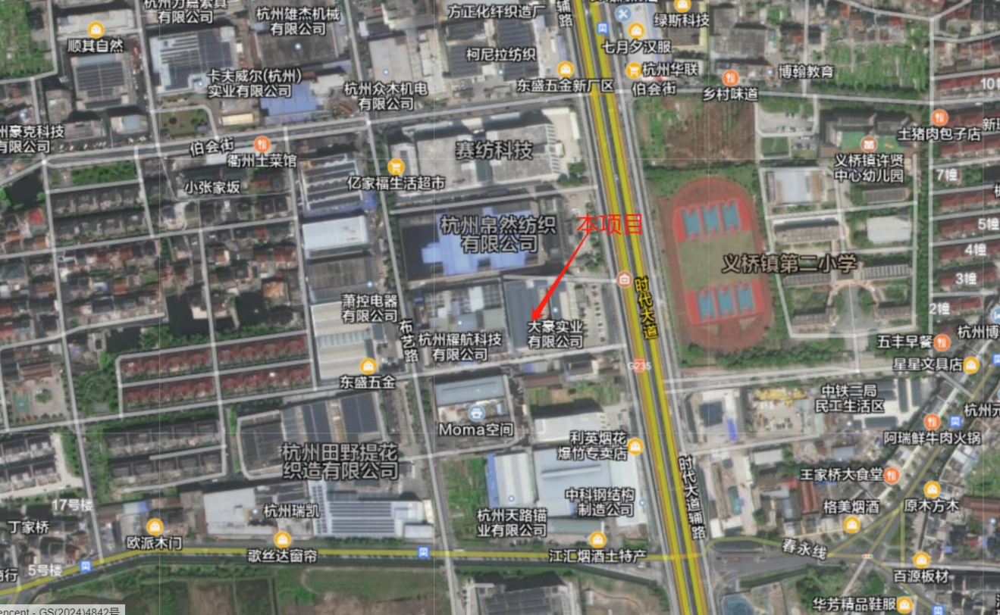 有限公司
杭州雄杰机械
有限公司
方正化纤织造厂
辅路
绿斯科技
顺其自然
柯尼拉纺织
七月夕汉服
卡夫威尔(杭州)
实业有限公司
杭州众木机电
有限公司
东盛五金新厂区
杭州华联
伯会街
博翰教育
乡村味道
州豪克科技
有限公司
伯会街
衢州土菜馆
赛纺科技
土猪肉包子店
义桥镇许贤
中心幼儿园
小张家坂
亿家福生活超市
7幢
杭州帛然纺织
有限公司
本项目
5幢
4幢
义桥镇第二小学
3幢
时代大道
萧控电器
有限公司
2幢
布艺路
杭州耀航科技
有限公司
大豪实业
有限公司
杭州博
五丰早餐
星星文具店
G235
东盛五金
中铁二局
民工生活区
杭州元
Moma空间
阿瑞鲜牛肉火锅
利英烟花
爆竹专卖店
杭州田野提花
织造有限公司
时代大道辅路
王家桥大食堂
17号楼
中科钢结构
制造公司
格美烟酒
原木方木
丁家桥
杭州瑞凯
杭州天路锚
业有限公司
欧派木门
歌丝达窗帘
江汇烟酒土特产
春永线
5号楼
百源板材
华芳精品鞋服
encent - GS(2024)4842号